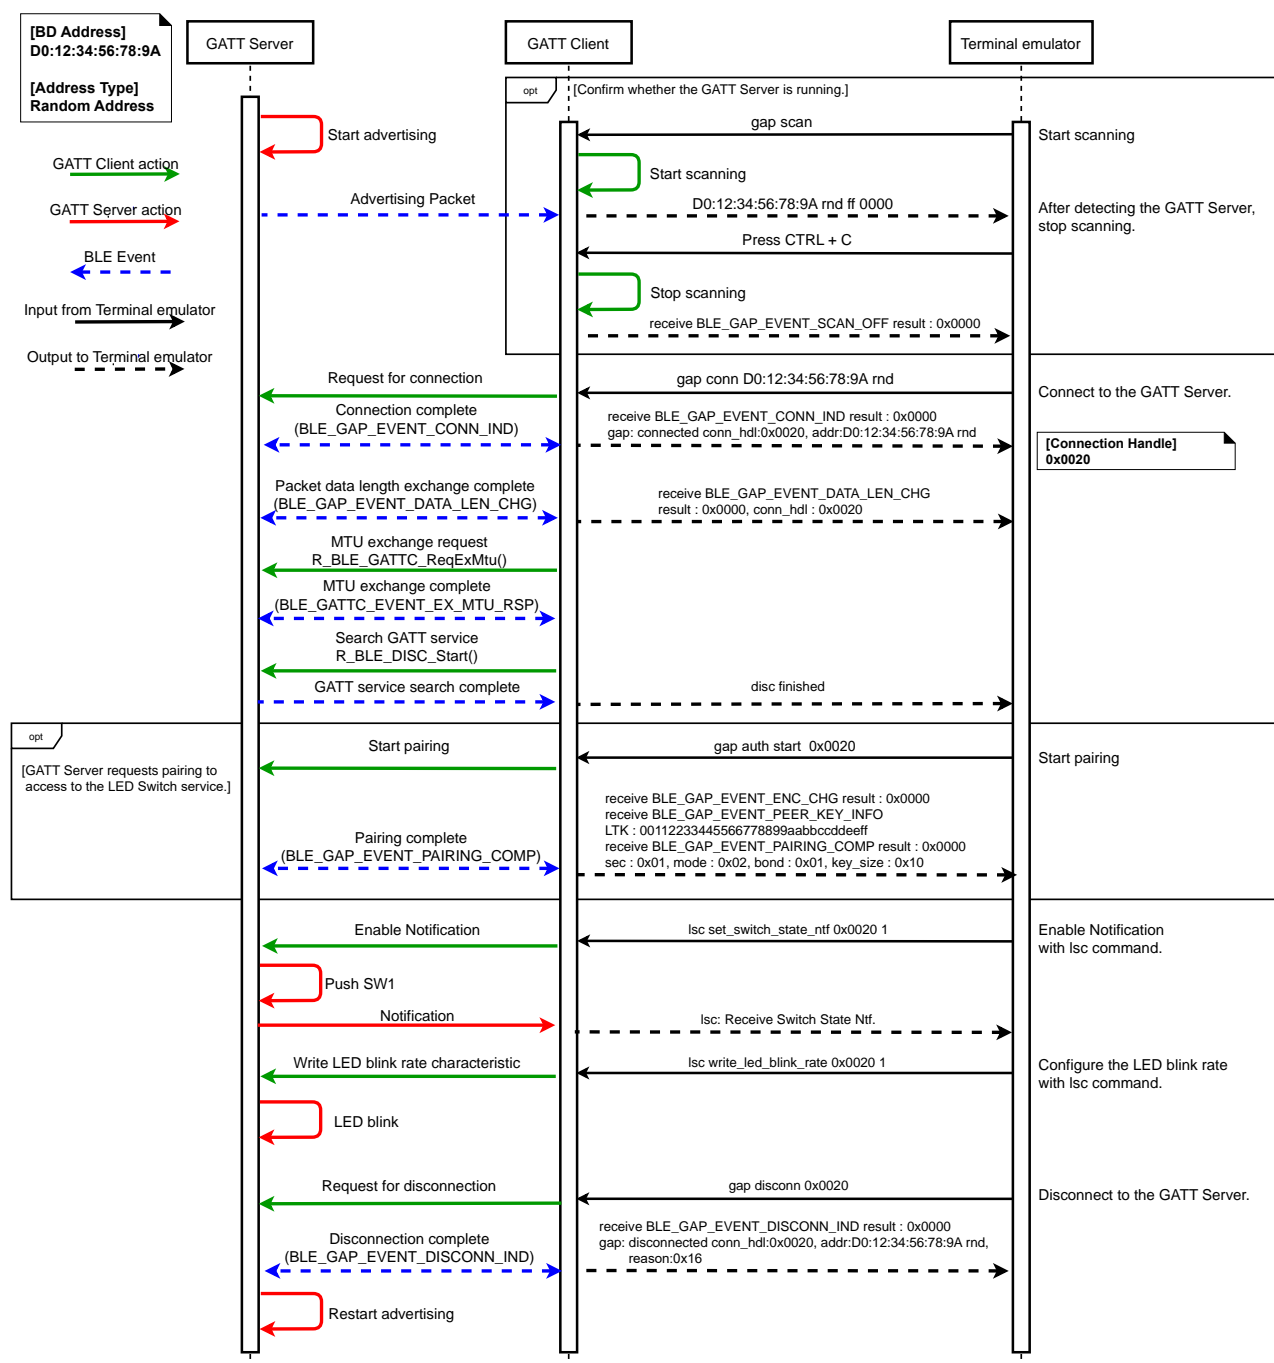 [BD Address]
D0:12:34:56:78:9A
[Address Type]
Random Address
GATT Server
GATT Client
Terminal emulator
opt
[Confirm whether the GATT Server is running.]
GATT Client action
GATT Server action
BLE Event
Input from Terminal emulator
Output to Terminal emulator
Start advertising
gap scan
Start scanning
Start scanning
Advertising Packet
D0:12:34:56:78:9A rnd ff 0000
After detecting the GATT Server,
stop scanning.
Press CTRL + C
Stop scanning
receive BLE_GAP_EVENT_SCAN_OFF result : 0x0000
Request for connection
gap conn D0:12:34:56:78:9A rnd
Connect to the GATT Server.
Connection complete
(BLE_GAP_EVENT_CONN_IND)
receive BLE_GAP_EVENT_CONN_IND result : 0x0000
gap: connected conn_hdl:0x0020, addr:D0:12:34:56:78:9A rnd
[Connection Handle]
0x0020
Packet data length exchange complete
(BLE_GAP_EVENT_DATA_LEN_CHG)
receive BLE_GAP_EVENT_DATA_LEN_CHG
result : 0x0000, conn_hdl : 0x0020
MTU exchange request
R_BLE_GATTC_ReqExMtu()
MTU exchange complete
(BLE_GATTC_EVENT_EX_MTU_RSP)
Search GATT service
R_BLE_DISC_Start()
GATT service search complete
disc finished
opt
[GATT Server requests pairing to
access to the LED Switch service.]
Start pairing
gap auth start  0x0020
Start pairing
Pairing complete
(BLE_GAP_EVENT_PAIRING_COMP)
receive BLE_GAP_EVENT_ENC_CHG result : 0x0000
receive BLE_GAP_EVENT_PEER_KEY_INFO
LTK : 00112233445566778899aabbccddeeff
receive BLE_GAP_EVENT_PAIRING_COMP result : 0x0000
sec : 0x01, mode : 0x02, bond : 0x01, key_size : 0x10
Enable Notification
lsc set_switch_state_ntf 0x0020 1
Enable Notification
with lsc command.
Push SW1
Notification
lsc: Receive Switch State Ntf.
Write LED blink rate characteristic
lsc write_led_blink_rate 0x0020 1
Configure the LED blink rate
with lsc command.
LED blink
Request for disconnection
gap disconn 0x0020
Disconnect to the GATT Server.
Disconnection complete
(BLE_GAP_EVENT_DISCONN_IND)
receive BLE_GAP_EVENT_DISCONN_IND result : 0x0000
gap: disconnected conn_hdl:0x0020, addr:D0:12:34:56:78:9A rnd,
reason:0x16
Restart advertising